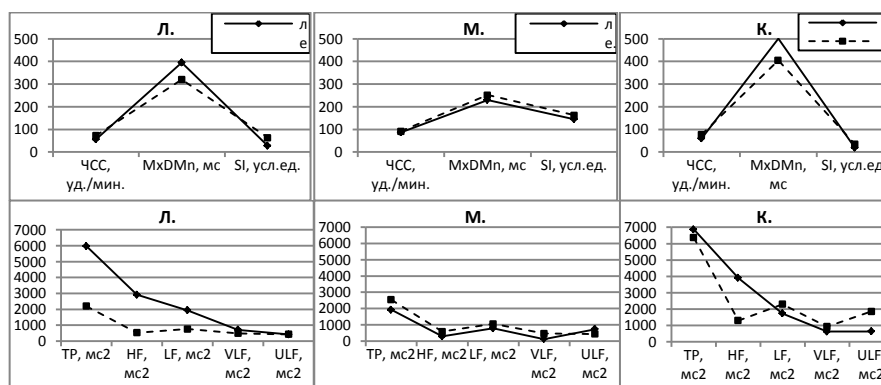 Л.
л
е
500
400
300
200
100
0
ЧСС, уд./мин.
MxDMn, мс
SI, усл.ед.
М.
л
е.
500
400
300
200
100
0
ЧСС, уд./мин.
MxDMn, мс
SI, усл.ед.
К.
500
400
300
200
100
0
ЧСС, уд./мин.
MxDMn, мс
SI, усл.ед.
Л.
7000
6000
5000
4000
3000
2000
1000
0
TP, мс2
HF, мс2
LF, мс2
VLF, мс2
ULF, мс2
М.
7000
6000
5000
4000
3000
2000
1000
0
TP, мс2
HF, мс2
LF, мс2
VLF, мс2
ULF, мс2
К.
7000
6000
5000
4000
3000
2000
1000
0
TP, мс2
HF, мс2
LF, мс2
VLF, мс2
ULF, мс2